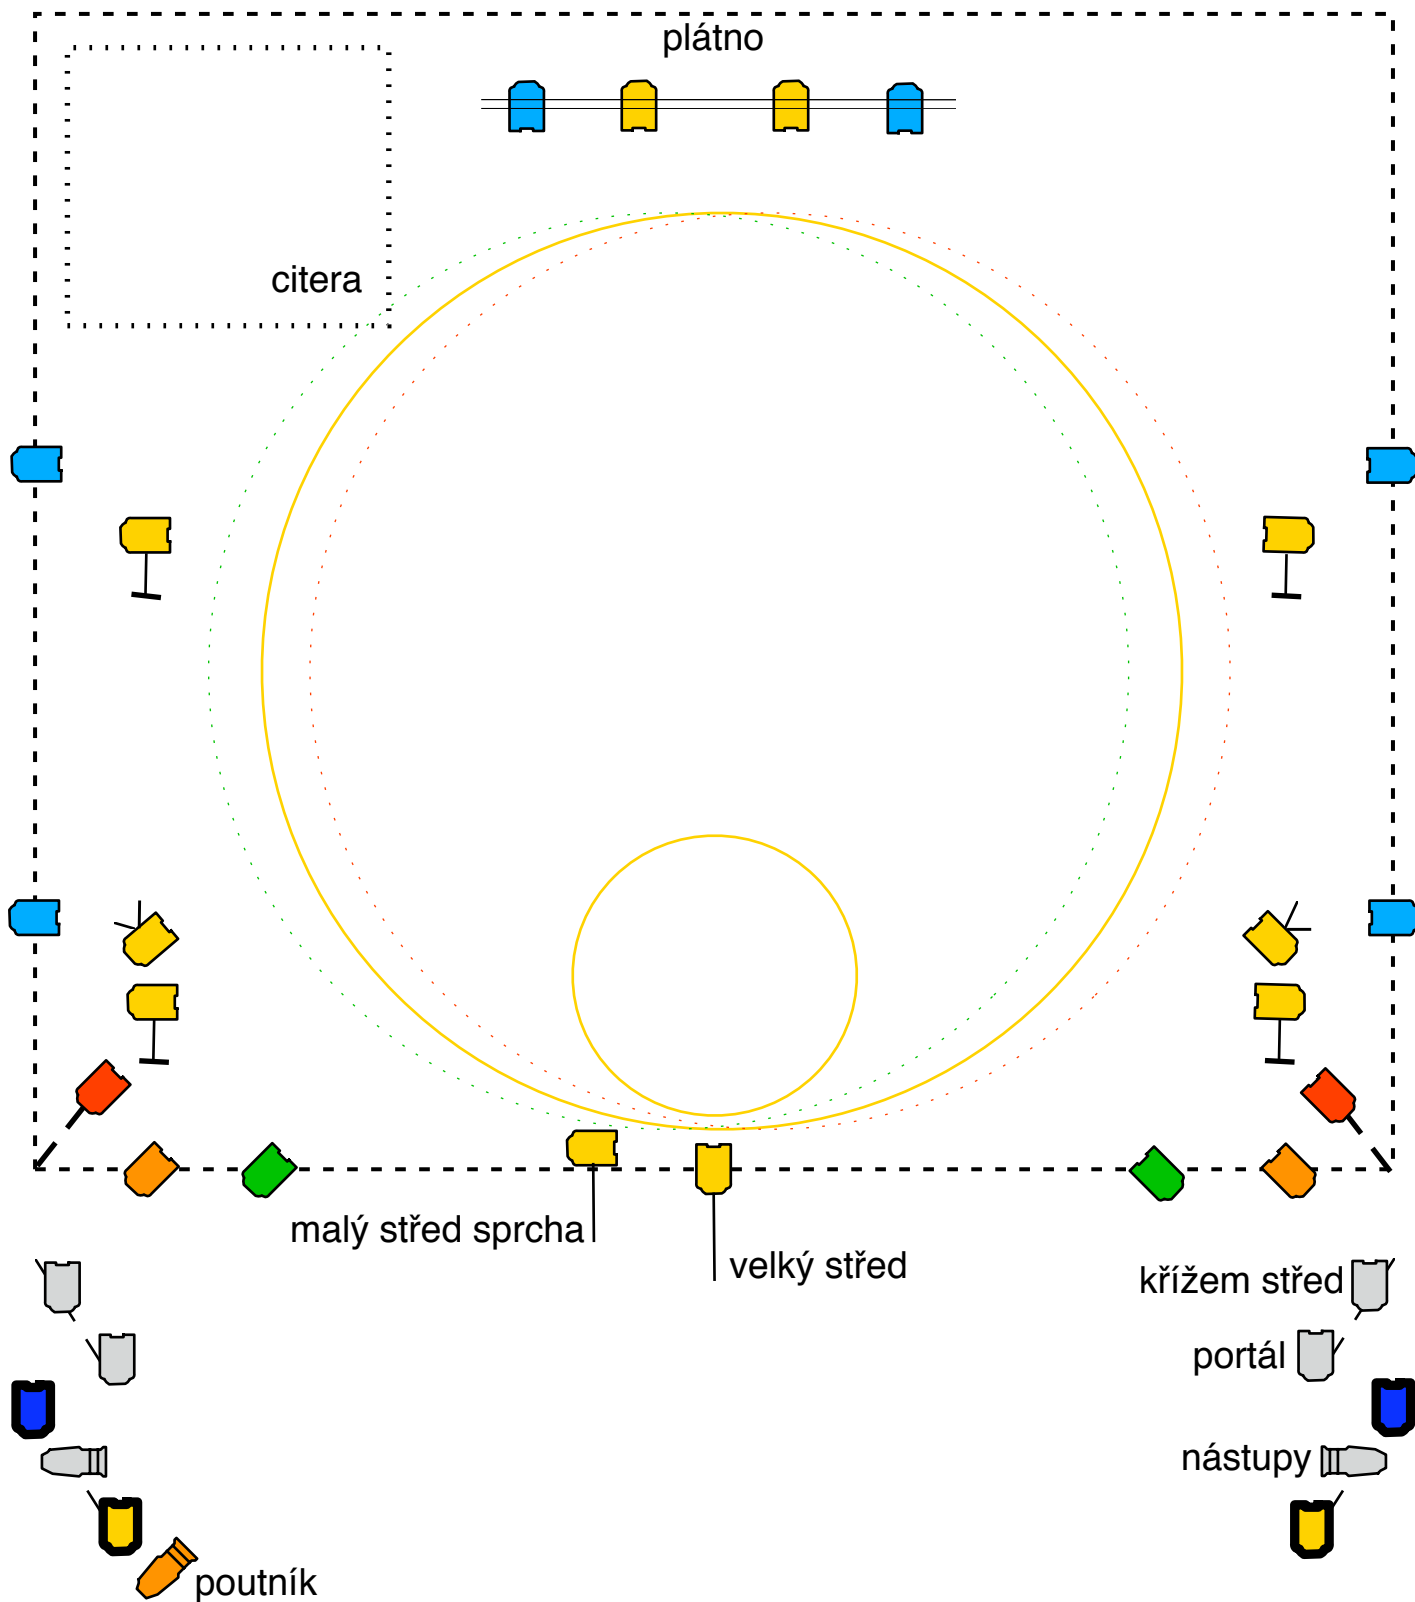 plátno
citera
malý střed sprcha
velký střed
křížem střed
portál
nástupy
poutník